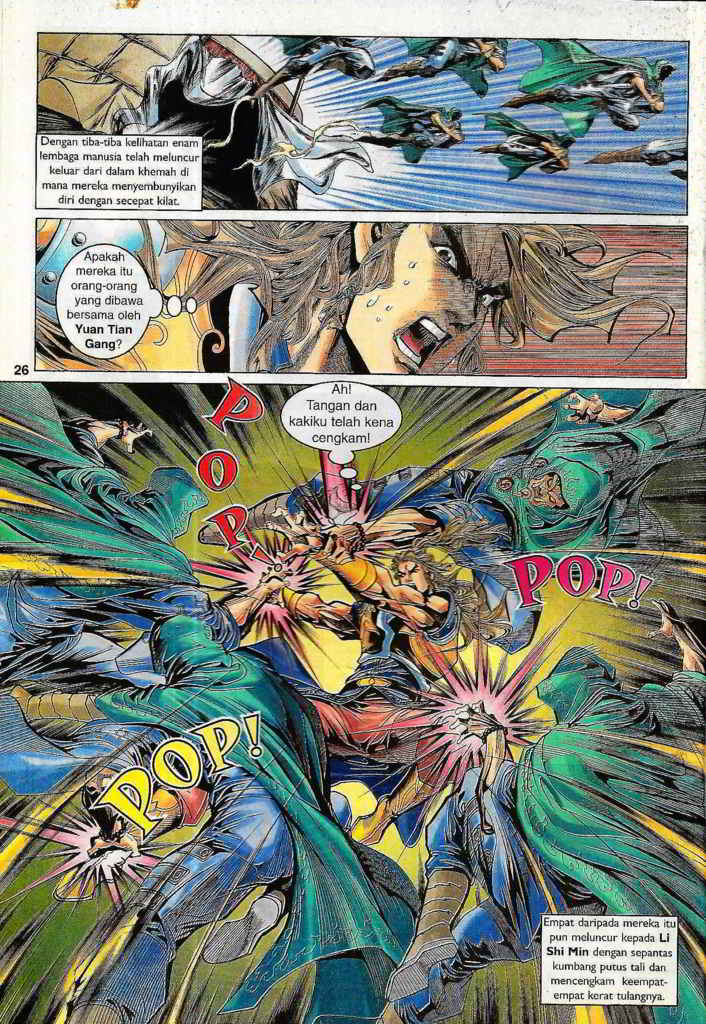 Dengan tiba-tiba kelihatan enam
lembaga manusia telah meluncur
keluar dari dalam khemah di
mana mereka menyembunyikan
diri dengan secepat kilat.
Apakah
mereka itu
orang-orang
yang dibawa
bersama oleh
Yuan Tian
Gang?
26
POP!
Ah!
Tangan dan
kakiku telah kena
cengkam!
POP!
POP!
Empat daripada mereka itu
pun meluncur kepada Li
Shi Min dengan sepantas
kumbang putus tali dan
mencengkam keempat-
empat kerat tulangnya.